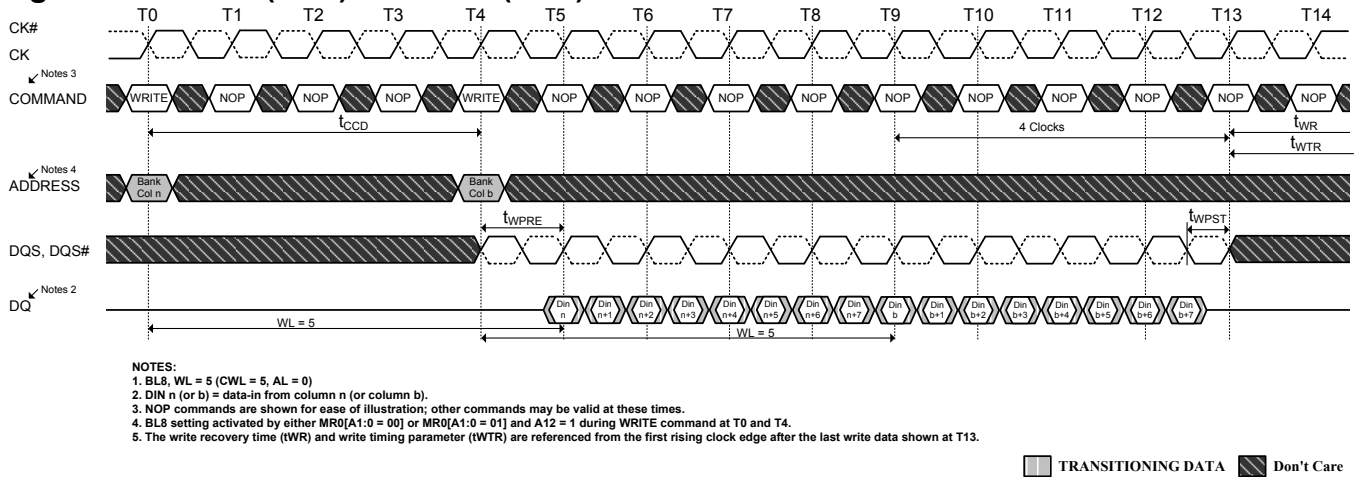 T0 T1 T2 T3 T4 T5 T6 T7 T8 T9 T10 T11 T12 T13 T14
CK#
CK
Notes 3
COMMAND
WRITE NOP NOP NOP WRITE NOP NOP NOP NOP NOP NOP NOP NOP NOP NOP
tCCD
4 Clocks
tWR
tWTR
Notes 4
ADDRESS
Bank Col n
Bank Col b
tWPRE
tWPST
DQS, DQS#
Notes 2
DQ
Din n Din n+1 Din n+2 Din n+3 Din n+4 Din n+5 Din n+6 Din n+7 Din b Din b+1 Din b+2 Din b+3 Din b+4 Din b+5 Din b+6 Din b+7
WL = 5
WL = 5
NOTES:
1. BL8, WL = 5 (CWL = 5, AL = 0)
2. DIN n (or b) = data-in from column n (or column b).
3. NOP commands are shown for ease of illustration; other commands may be valid at these times.
4. BL8 setting activated by either MR0[A1:0 = 00] or MR0[A1:0 = 01] and A12 = 1 during WRITE command at T0 and T4.
5. The write recovery time (tWR) and write timing parameter (tWTR) are referenced from the first rising clock edge after the last write data shown at T13.
TRANSITIONING DATA
Don't Care